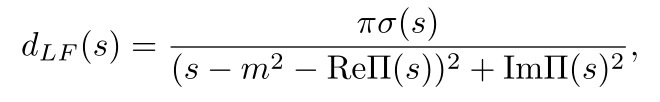 $d_{LF}(s) = \frac{\pi\sigma(s)}{(s - m^2 - \mathrm{Re}\Pi(s))^2 + \mathrm{Im}\Pi(s)^2},$